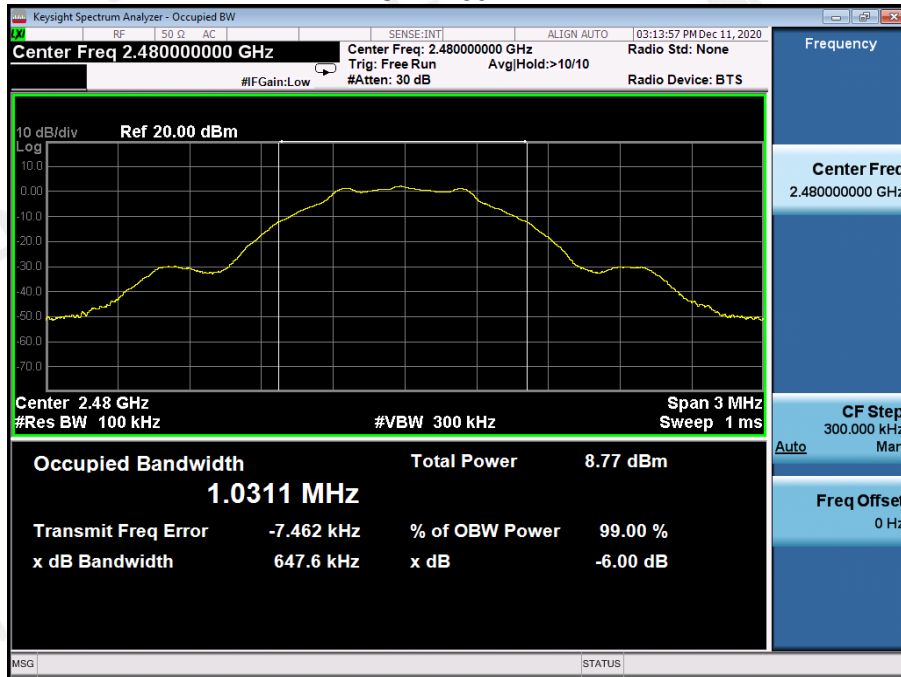 Keysight Spectrum Analyzer - Occupied BW
LXI RF 50 Ω AC SENSE:INT ALIGN AUTO 03:13:57 PM Dec 11, 2020
Center Freq 2.480000000 GHz
Center Freq: 2.480000000 GHz Radio Std: None
Trig: Free Run Avg|Hold:>10/10
#IFGain:Low #Atten: 30 dB Radio Device: BTS
10 dB/div Ref 20.00 dBm
Log
10.0
0.00
-10.0
-20.0
-30.0
-40.0
-50.0
-60.0
-70.0
Center 2.48 GHz Span 3 MHz
#Res BW 100 kHz #VBW 300 kHz Sweep 1 ms
Occupied Bandwidth Total Power 8.77 dBm
1.0311 MHz
Transmit Freq Error -7.462 kHz % of OBW Power 99.00 %
x dB Bandwidth 647.6 kHz x dB -6.00 dB
MSG STATUS
Frequency
Center Freq
2.480000000 GHz
CF Step
300.000 kHz
Auto Man
Freq Offset
0 Hz